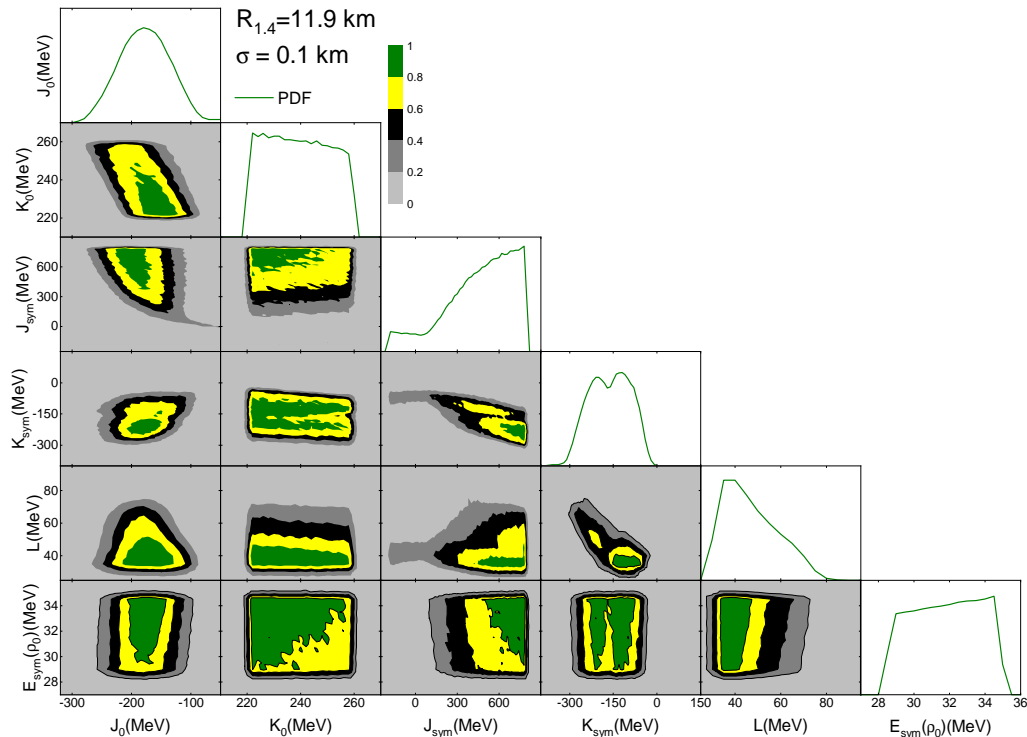 R1.4=11.9 km
σ = 0.1 km
PDF
1
0.8
0.6
0.4
0.2
0
J0(MeV)
K0(MeV)
260
240
220
Jsym(MeV)
600
300
0
Ksym(MeV)
0
-150
-300
L(MeV)
80
60
40
Esym(ρ0)(MeV)
34
32
30
28
-300 -200 -100 220 240 260 0 300 600 -300 -150 0 150 40 60 80 28 30 32 34 36
J0(MeV) K0(MeV) Jsym(MeV) Ksym(MeV) L(MeV) Esym(ρ0)(MeV)